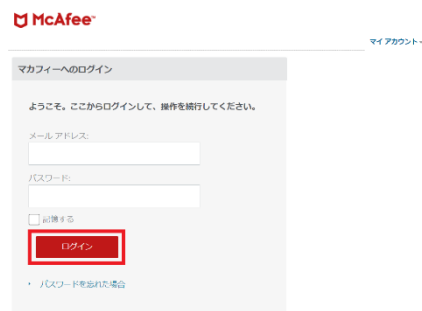 McAfee™
マイ アカウント
マカフィーへのログイン
ようこそ。ここからログインして、操作を続行してください。
メール アドレス:
パスワード:
記憶する
ログイン
パスワードを忘れた場合